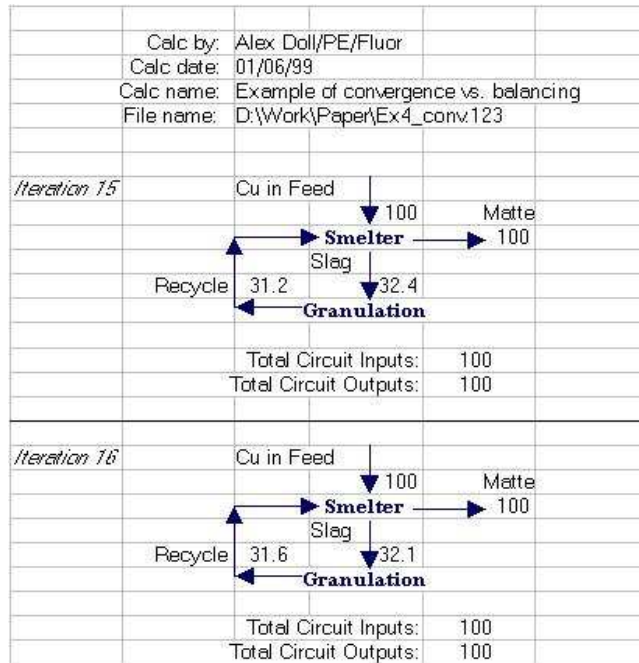 Calc by: Alex Doll/PE/Fluor
Calc date: 01/06/99
Calc name: Example of convergence vs. balancing
File name: D:\Work\Paper\Ex4_conv.123
Iteration 15 Cu in Feed
100 Matte
Smelter 100
Slag
Recycle 31.2 32.4
Granulation
Total Circuit Inputs: 100
Total Circuit Outputs: 100
Iteration 16 Cu in Feed
100 Matte
Smelter 100
Slag
Recycle 31.6 32.1
Granulation
Total Circuit Inputs: 100
Total Circuit Outputs: 100